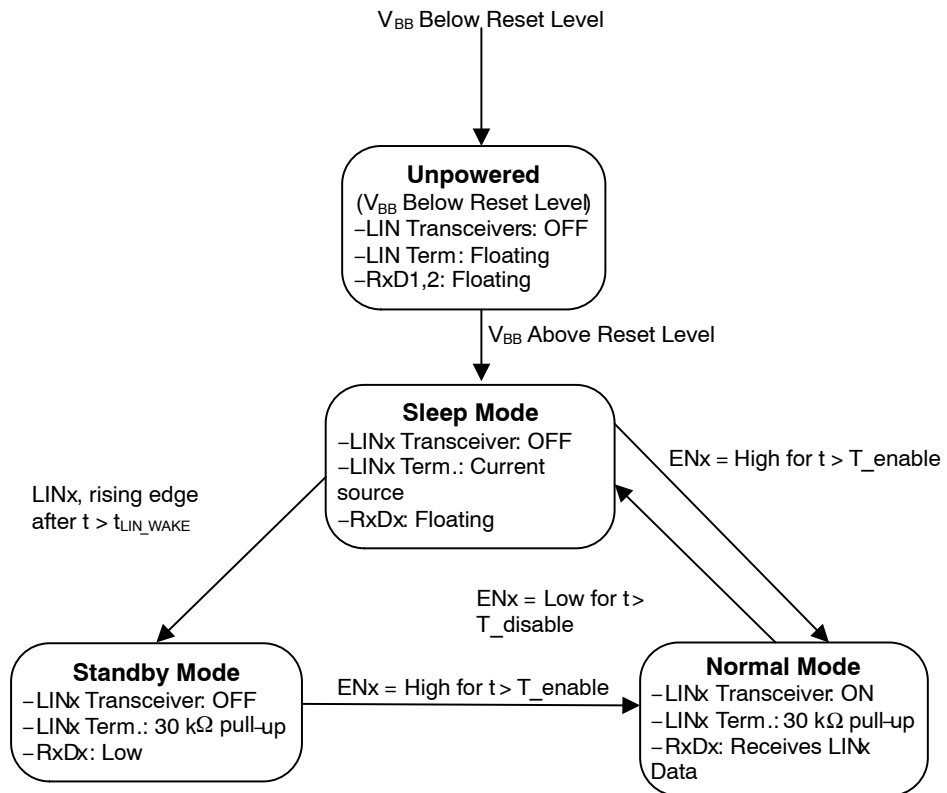 V_BB Below Reset Level
Unpowered
(V_BB Below Reset Level)
–LIN Transceivers: OFF
–LIN Term: Floating
–RxD1,2: Floating
V_BB Above Reset Level
Sleep Mode
–LINx Transceiver: OFF
–LINx Term.: Current
source
–RxDx: Floating
ENx = High for t > T_enable
LINx, rising edge
after t > t_LIN_WAKE
ENx = Low for t >
T_disable
Standby Mode
–LINx Transceiver: OFF
–LINx Term.: 30 kΩ pull–up
–RxDx: Low
ENx = High for t > T_enable
Normal Mode
–LINx Transceiver: ON
–LINx Term.: 30 kΩ pull–up
–RxDx: Receives LINx
Data